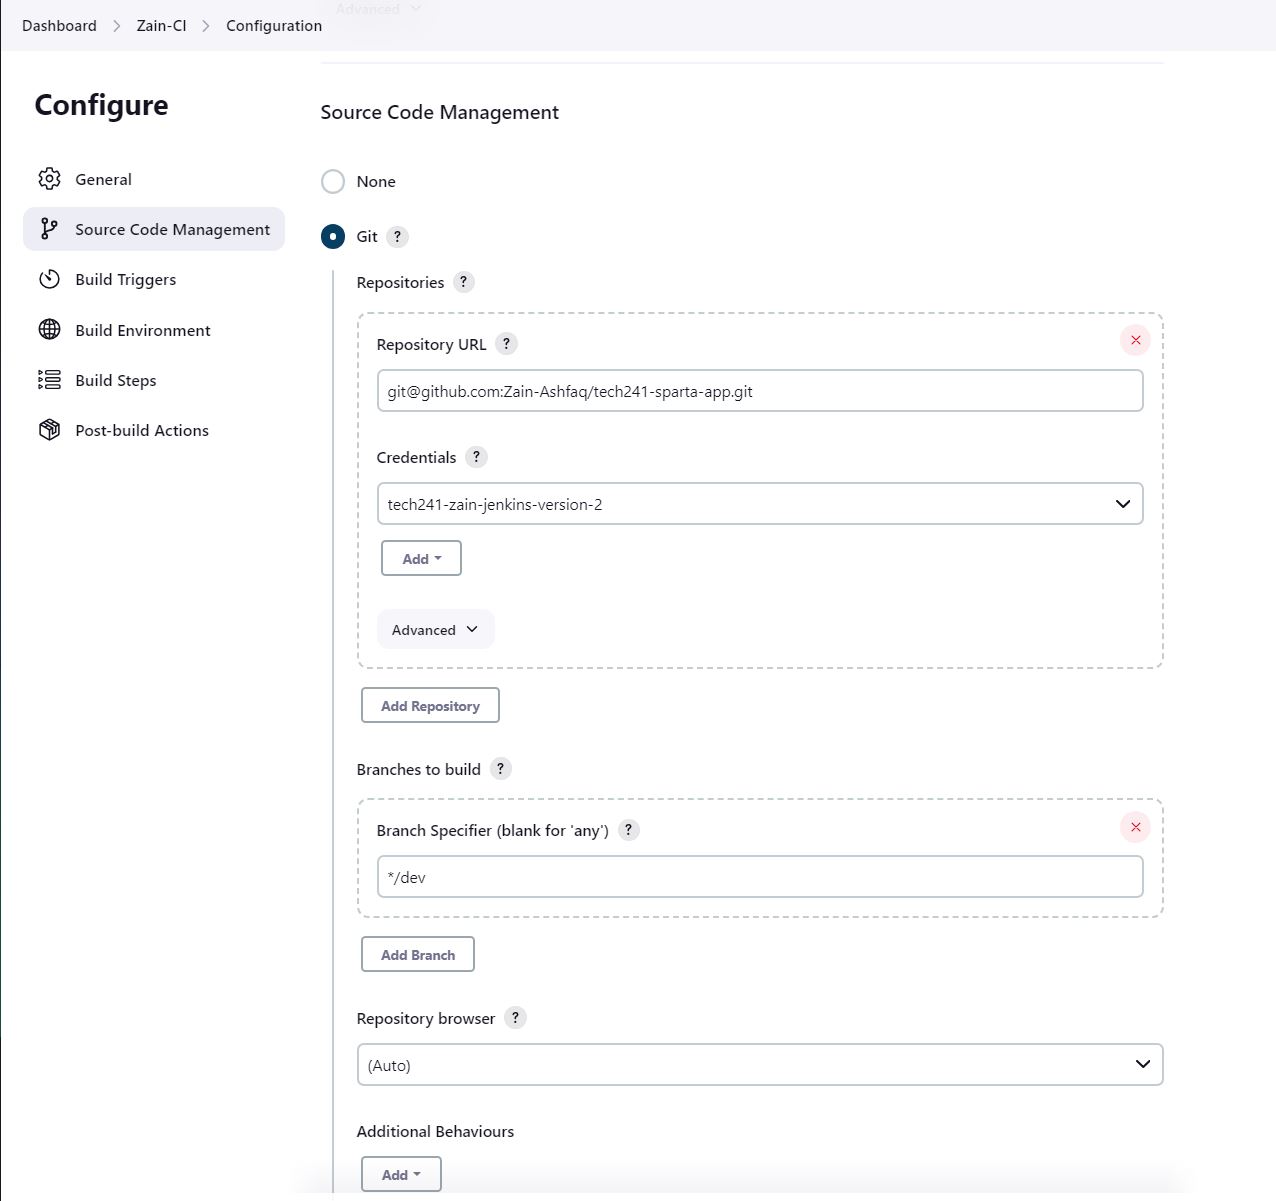 Dashboard > Zain-CI > Configuration
Advanced
Configure
General
Source Code Management
Build Triggers
Build Environment
Build Steps
Post-build Actions
Source Code Management
None
Git ?
Repositories ?
Repository URL ?
git@github.com:Zain-Ashfaq/tech241-sparta-app.git
Credentials ?
tech241-zain-jenkins-version-2
Add
Advanced
Add Repository
Branches to build ?
Branch Specifier (blank for 'any') ?
*/dev
Add Branch
Repository browser ?
(Auto)
Additional Behaviours
Add